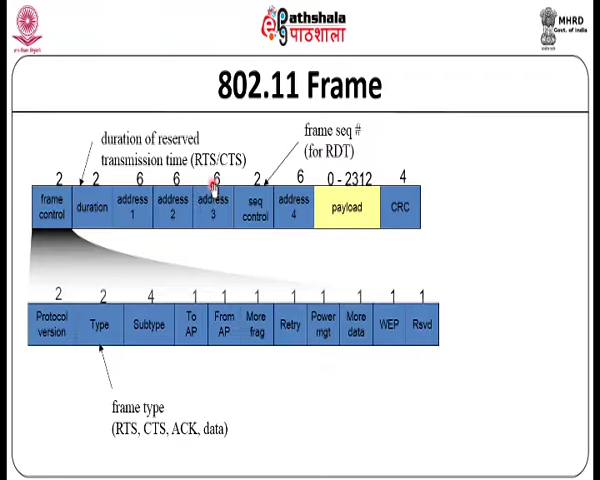 Pathshala
पाठशाला
MHRD
Govt. of India
802.11 Frame
duration of reserved
transmission time (RTS/CTS)
frame seq #
(for RDT)
2 2 6 6 6 2 6 0 - 2312 4
frame control duration address 1 address 2 address 3 seq control address 4 payload CRC
2 2 4 1 1 1 1 1 1 1 1
Protocol version Type Subtype To AP From AP More frag Retry Power mgt More data WEP Rsvd
frame type
(RTS, CTS, ACK, data)